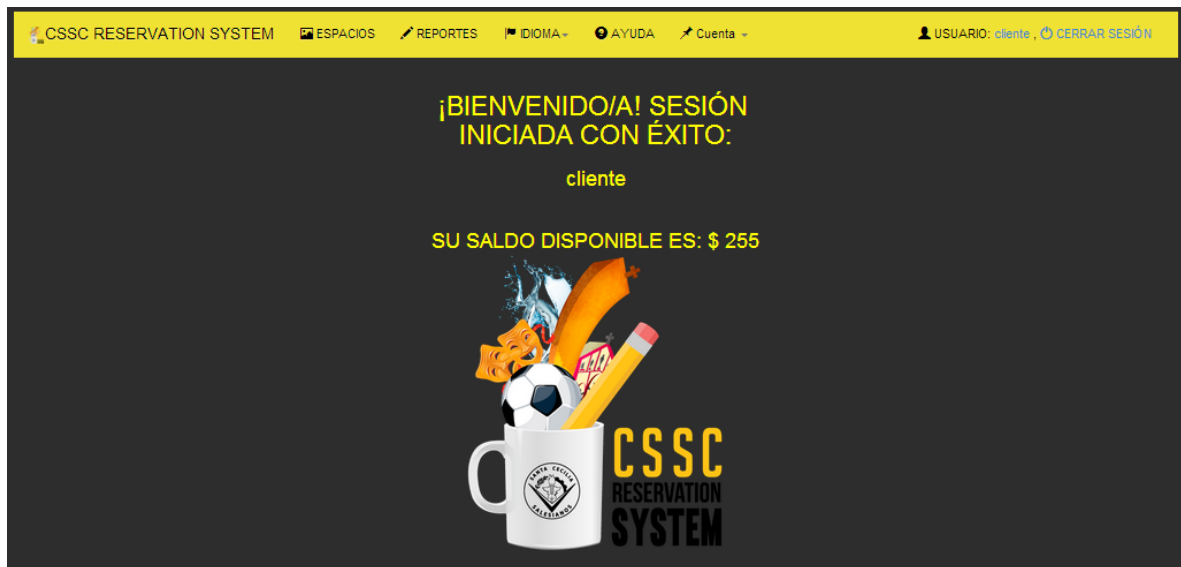 CSSC RESERVATION SYSTEM ESPACIOS REPORTES IDIOMA AYUDA Cuenta USUARIO: cliente , CERRAR SESIÓN
¡BIENVENIDO/A! SESIÓN
INICIADA CON ÉXITO:
cliente
SU SALDO DISPONIBLE ES: $ 255
CSSC
RESERVATION
SYSTEM
SANTA CECILIA
SALESIANOS